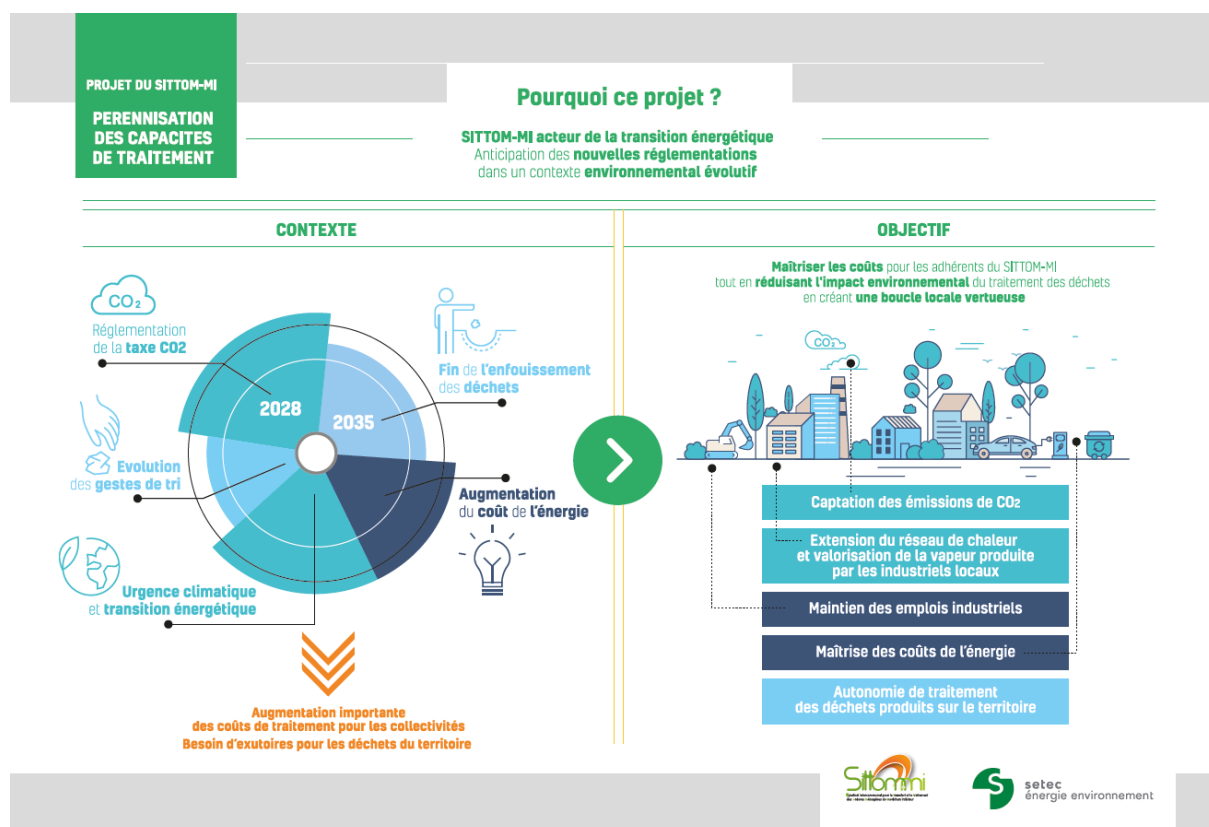 PROJET DU SITTOM-MI
PERENNISATION
DES CAPACITES
DE TRAITEMENT
Pourquoi ce projet ?
SITTOM-MI acteur de la transition énergétique
Anticipation des nouvelles réglementations
dans un contexte environnemental évolutif
CONTEXTE
CO2
Réglementation
de la taxe CO2
Fin de l'enfouissement
des déchets
2028
2035
Evolution
des gestes de tri
Augmentation
du coût de l'énergie
Urgence climatique
et transition énergétique
Augmentation importante
des coûts de traitement pour les collectivités
Besoin d'exutoires pour les déchets du territoire
OBJECTIF
Maîtriser les coûts pour les adhérents du SITTOM-MI
tout en réduisant l'impact environnemental du traitement des déchets
en créant une boucle locale vertueuse
CO2
Captation des émissions de CO2
Extension du réseau de chaleur
et valorisation de la vapeur produite
par les industriels locaux
Maintien des emplois industriels
Maîtrise des coûts de l'énergie
Autonomie de traitement
des déchets produits sur le territoire
Sittommi
setec
énergie environnement